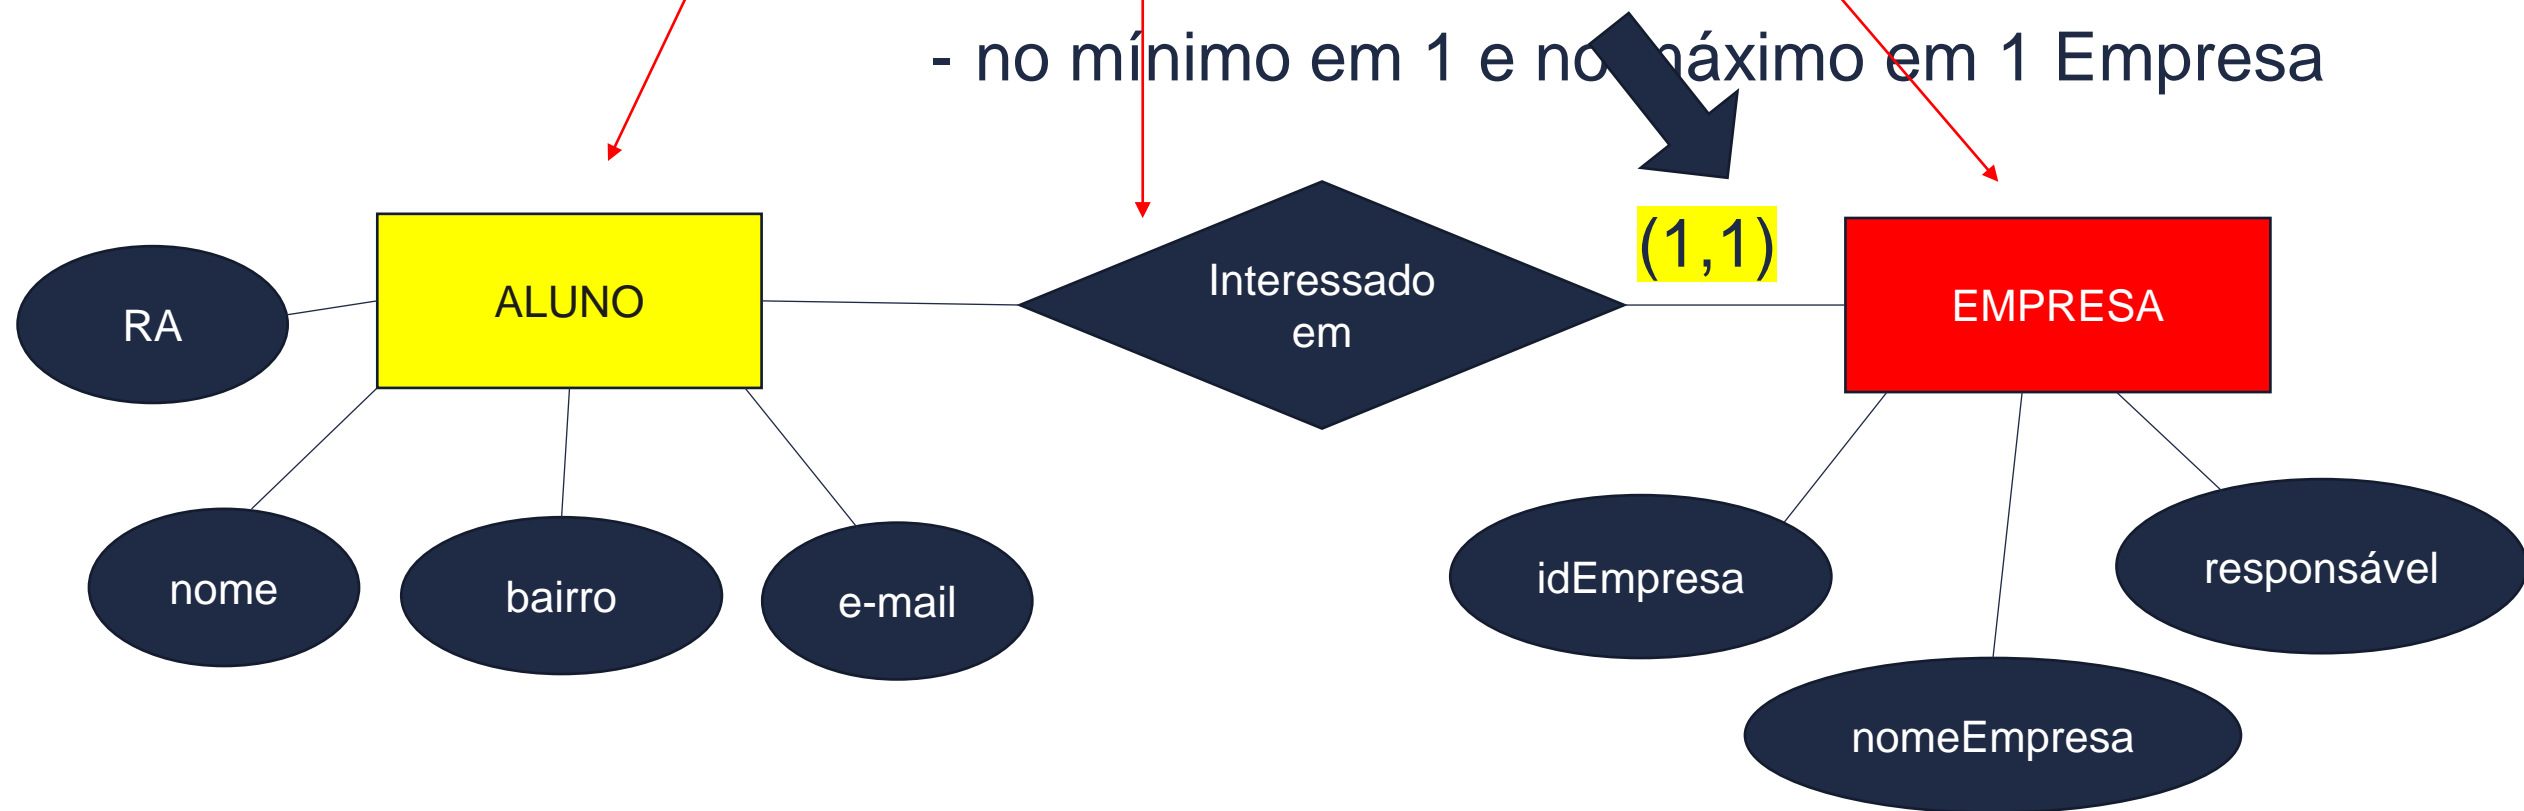 - no mínimo em 1 e no máximo em 1 Empresa
(1,1)
ALUNO
Interessado
em
EMPRESA
RA
nome
bairro
e-mail
idEmpresa
responsável
nomeEmpresa